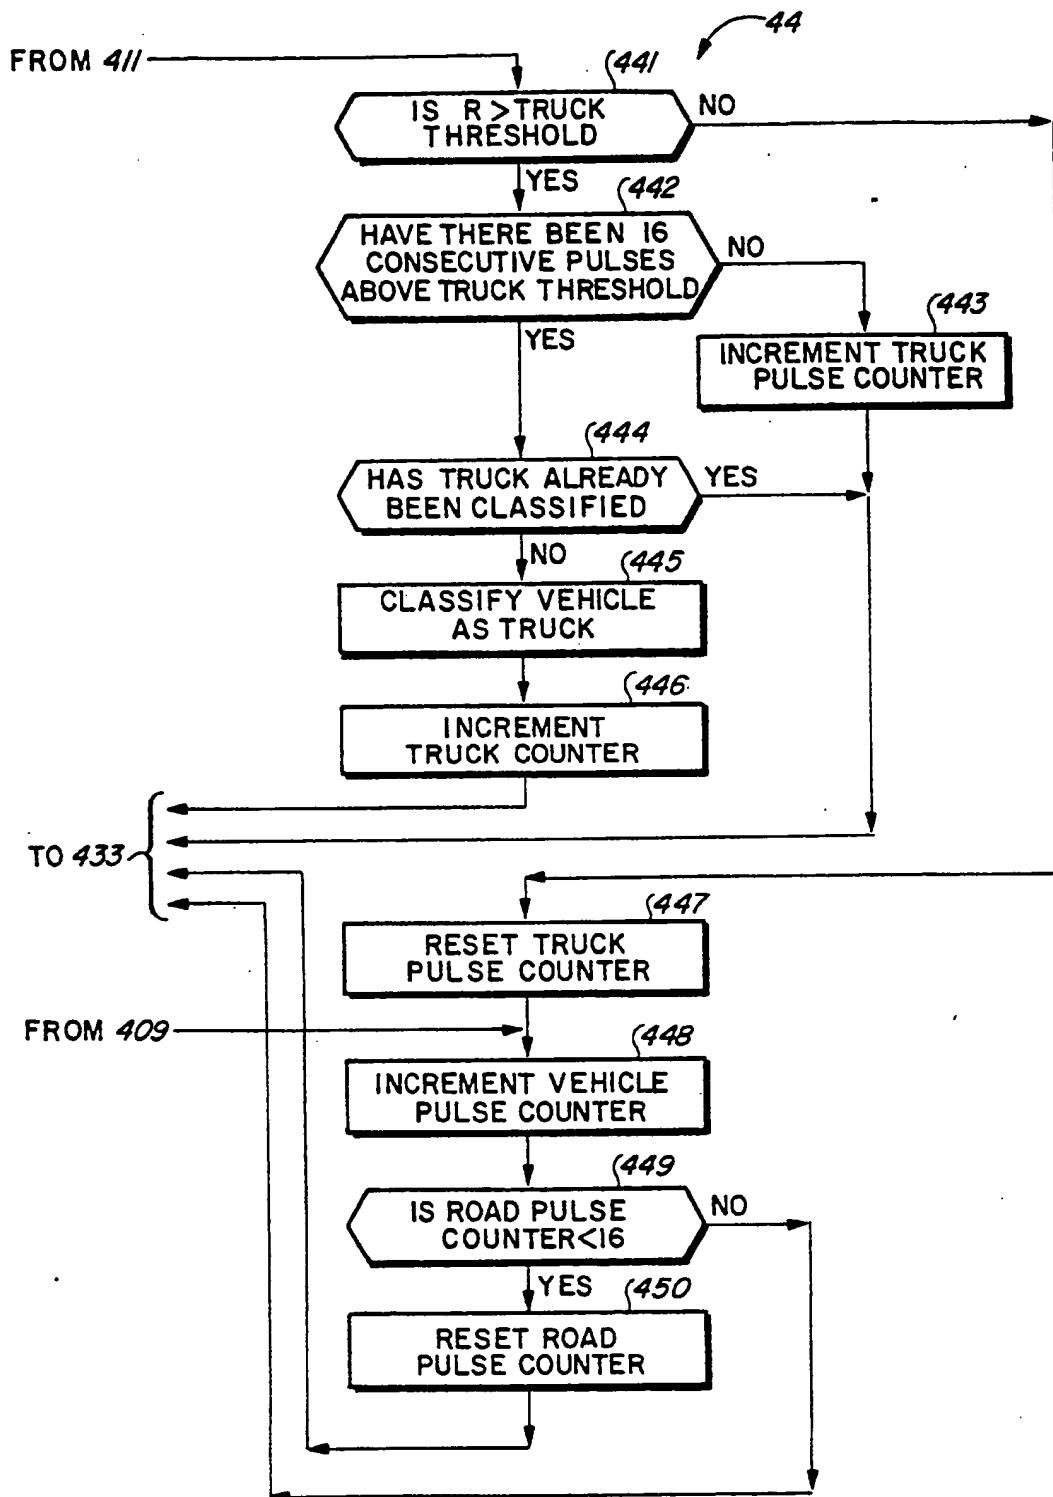 44
FROM 411
441
IS R>TRUCK
THRESHOLD
NO
YES
442
HAVE THERE BEEN 16
CONSECUTIVE PULSES
ABOVE TRUCK THRESHOLD
NO
YES
443
INCREMENT TRUCK
PULSE COUNTER
444
HAS TRUCK ALREADY
BEEN CLASSIFIED
YES
NO
445
CLASSIFY VEHICLE
AS TRUCK
446
INCREMENT
TRUCK COUNTER
TO 433
447
RESET TRUCK
PULSE COUNTER
FROM 409
448
INCREMENT VEHICLE
PULSE COUNTER
449
IS ROAD PULSE
COUNTER<16
NO
YES
450
RESET ROAD
PULSE COUNTER